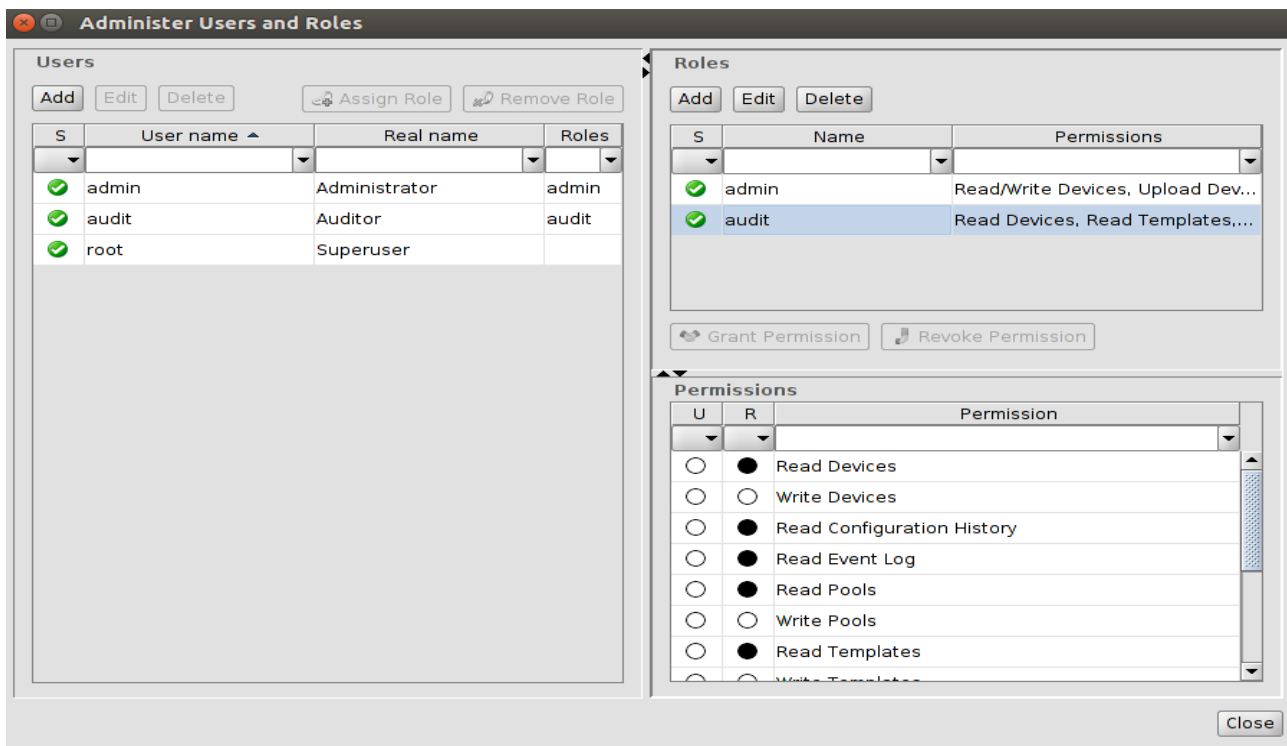 Administer Users and Roles
Users
Add Edit Delete Assign Role Remove Role
S User name Real name Roles
admin Administrator admin
audit Auditor audit
root Superuser
Roles
Add Edit Delete
S Name Permissions
admin Read/Write Devices, Upload Dev...
audit Read Devices, Read Templates,...
Grant Permission Revoke Permission
Permissions
U R Permission
Read Devices
Write Devices
Read Configuration History
Read Event Log
Read Pools
Write Pools
Read Templates
Write Templates
Close